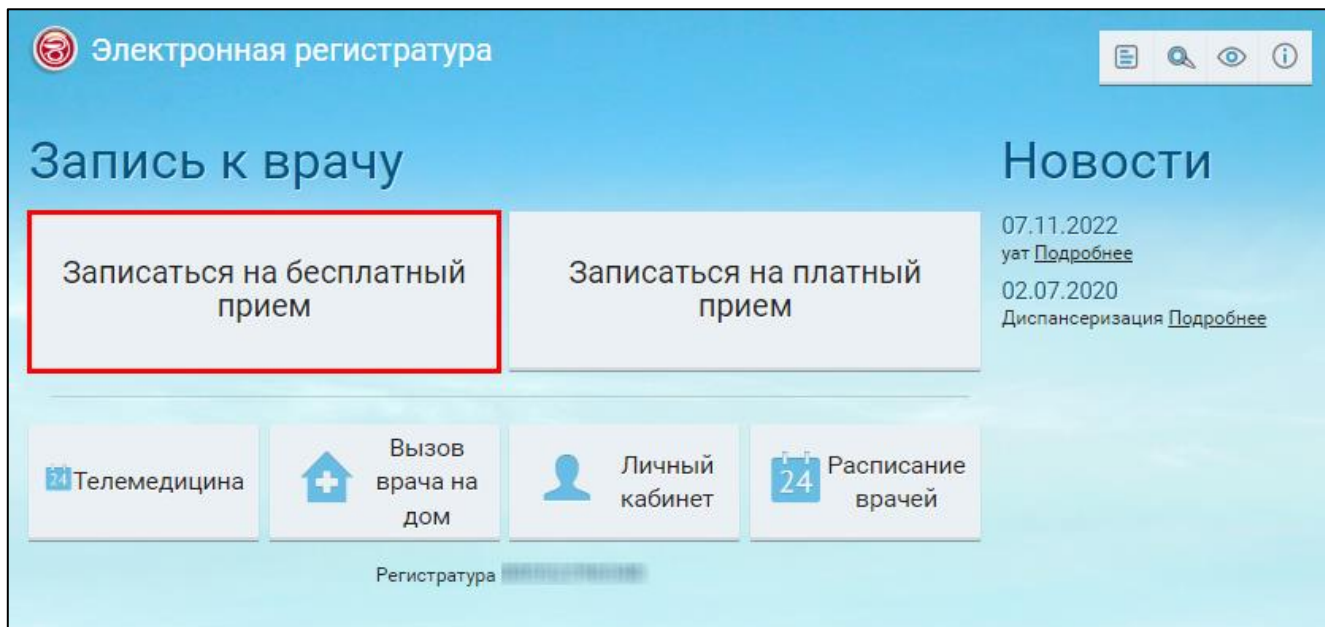 Электронная регистратура
Запись к врачу
Записаться на бесплатный
прием
Записаться на платный
прием
24
Телемедицина
Вызов
врача на
дом
Личный
кабинет
24
Расписание
врачей
Регистратура
Новости
07.11.2022
уат Подробнее
02.07.2020
Диспансеризация Подробнее